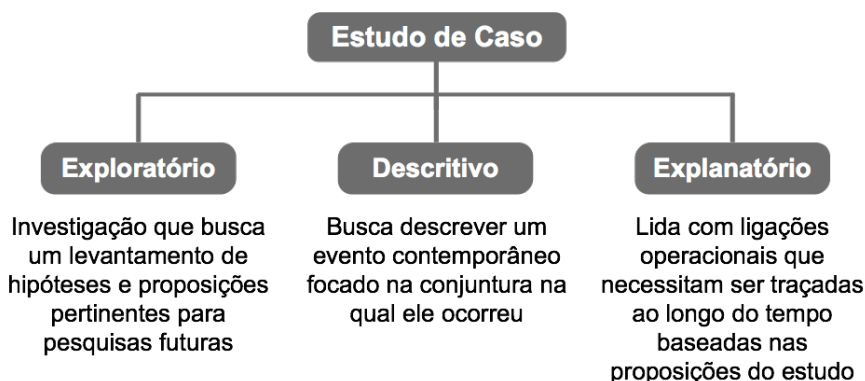 Estudo de Caso
Exploratório
Investigação que busca
um levantamento de
hipóteses e proposições
pertinentes para
pesquisas futuras
Descritivo
Busca descrever um
evento contemporâneo
focado na conjuntura na
qual ele ocorreu
Explanatório
Lida com ligações
operacionais que
necessitam ser traçadas
ao longo do tempo
baseadas nas
proposições do estudo